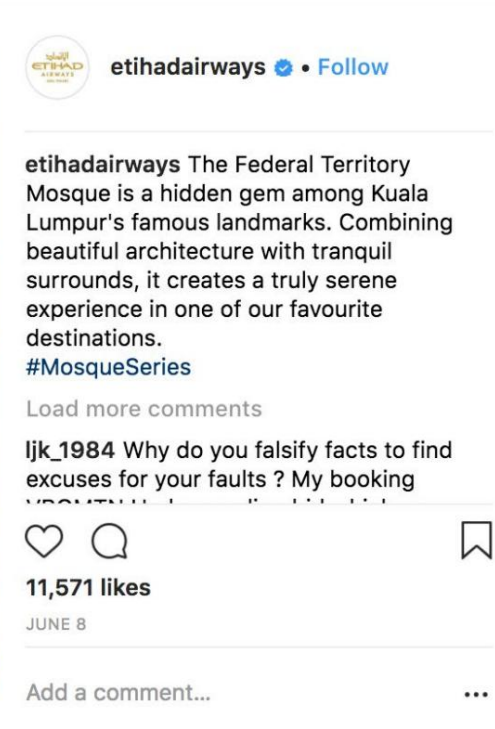 الإتحاد
ETIHAD
AIRWAYS
ABU DHABI
etihadairways • Follow
etihadairways The Federal Territory
Mosque is a hidden gem among Kuala
Lumpur's famous landmarks. Combining
beautiful architecture with tranquil
surrounds, it creates a truly serene
experience in one of our favourite
destinations.
#MosqueSeries
Load more comments
ljk_1984 Why do you falsify facts to find
excuses for your faults ? My booking
11,571 likes
JUNE 8
Add a comment...